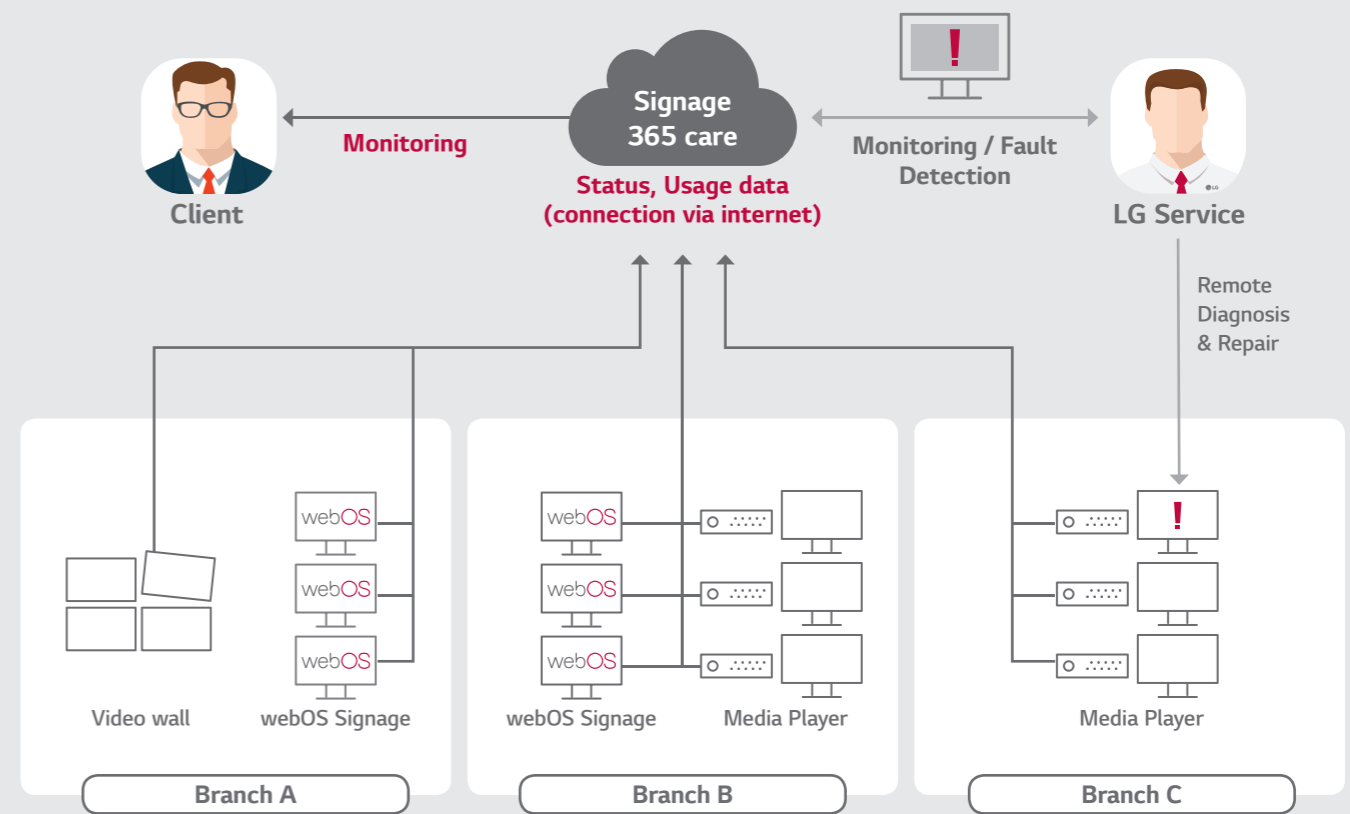 Signage
365 care
Monitoring
Status, Usage data
(connection via internet)
!
Monitoring / Fault
Detection
Client
LG
LG Service
Remote
Diagnosis
& Repair
webOS
webOS
webOS
Video wall
webOS Signage
Branch A
webOS
webOS
webOS
webOS Signage
Media Player
Branch B
!
Media Player
Branch C